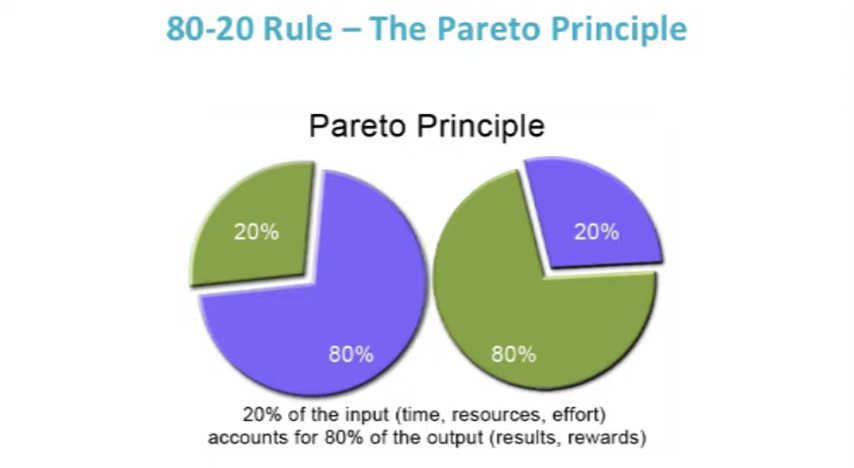 80-20 Rule – The Pareto Principle
Pareto Principle
20%
80%
20%
80%
20% of the input (time, resources, effort)
accounts for 80% of the output (results, rewards)